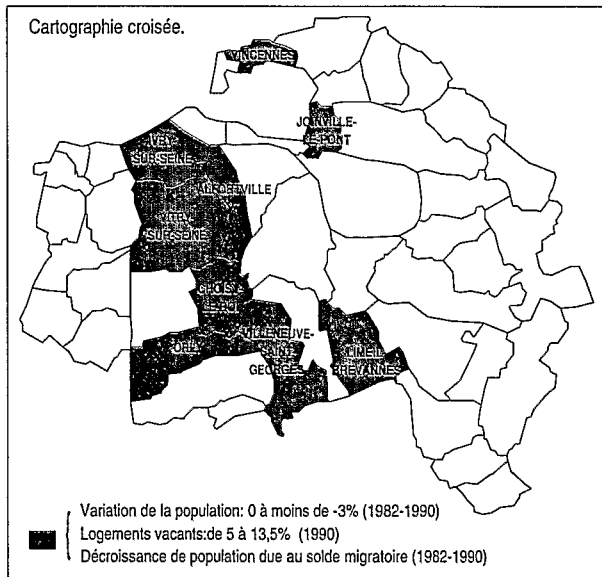 Cartographie croisée.
VINCENNES
JOINVILLE-
LE-PONT
IVRY-
SUR-SEINE
ALFORTVILLE
VITRY-
SUR-SEINE
CHOISY-
LE-ROI
VILLENEUVE-
SAINT-
GEORGES
ORLY
LIMEIL-
BREVANNES
Variation de la population: 0 à moins de -3% (1982-1990)
Logements vacants:de 5 à 13,5% (1990)
Décroissance de population due au solde migratoire (1982-1990)